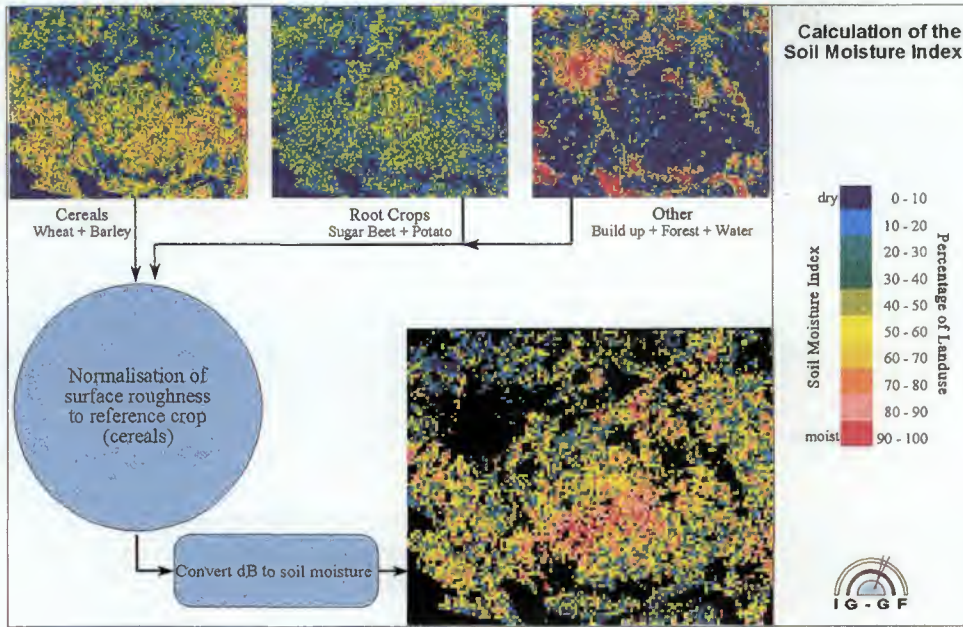 Calculation of the
Soil Moisture Index
Cereals
Wheat + Barley
Root Crops
Sugar Beet + Potato
Other
Build up + Forest + Water
Normalisation of
surface roughness
to reference crop
(cereals)
Convert dB to soil moisture
dry
moist
Soil Moisture Index
0 - 10
10 - 20
20 - 30
30 - 40
40 - 50
50 - 60
60 - 70
70 - 80
80 - 90
90 - 100
Percentage of Landuse
IG-GF